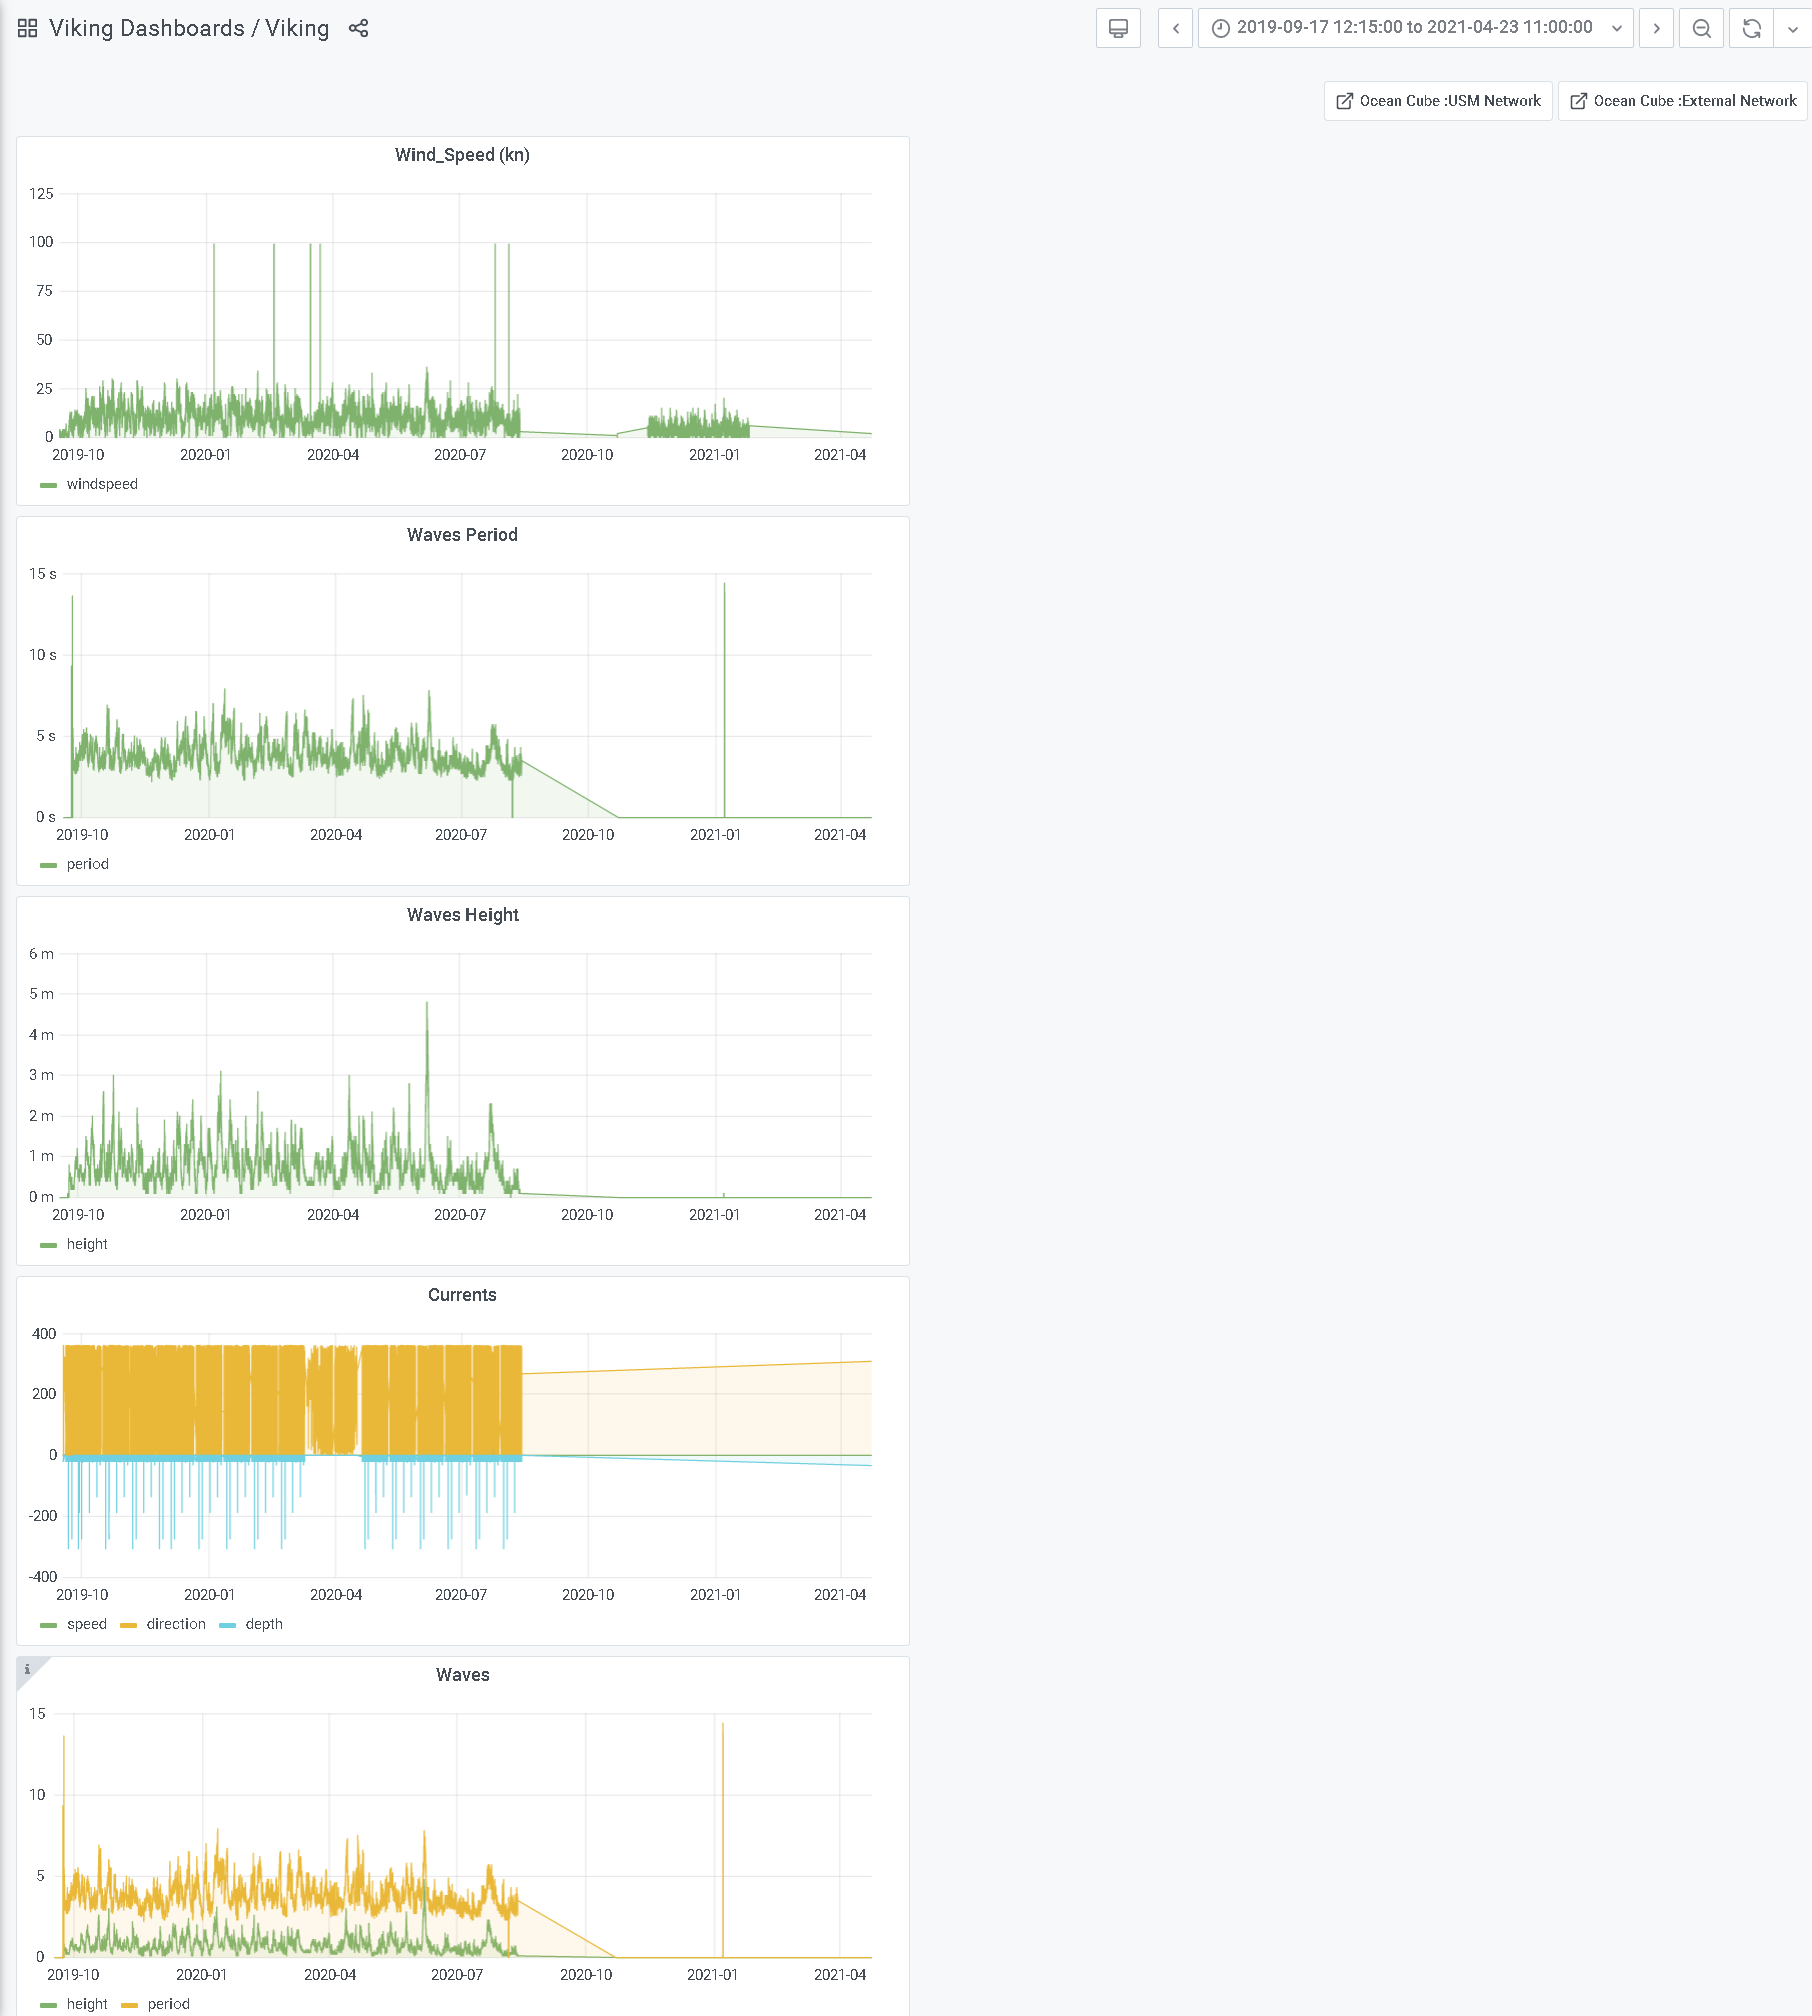 Viking Dashboards / Viking
2019-09-17 12:15:00 to 2021-04-23 11:00:00
Ocean Cube :USM Network
Ocean Cube :External Network
Wind_Speed (kn)
125
100
75
50
25
0
2019-10 2020-01 2020-04 2020-07 2020-10 2021-01 2021-04
windspeed
Waves Period
15 s
10 s
5 s
0 s
2019-10 2020-01 2020-04 2020-07 2020-10 2021-01 2021-04
period
Waves Height
6 m
5 m
4 m
3 m
2 m
1 m
0 m
2019-10 2020-01 2020-04 2020-07 2020-10 2021-01 2021-04
height
Currents
400
200
0
-200
-400
2019-10 2020-01 2020-04 2020-07 2020-10 2021-01 2021-04
speed direction depth
i
Waves
15
10
5
0
2019-10 2020-01 2020-04 2020-07 2020-10 2021-01 2021-04
height period